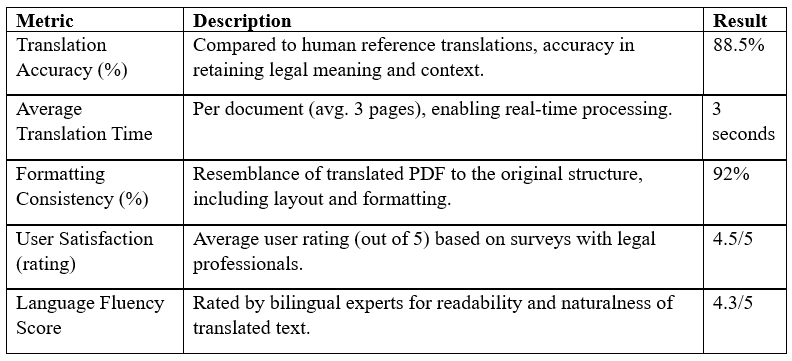 Metric Description Result
Translation Compared to human reference translations, accuracy in 88.5%
Accuracy (%) retaining legal meaning and context.
Average Per document (avg. 3 pages), enabling real-time processing. 3
Translation Time seconds
Formatting Resemblance of translated PDF to the original structure, 92%
Consistency (%) including layout and formatting.
User Satisfaction Average user rating (out of 5) based on surveys with legal 4.5/5
(rating) professionals.
Language Fluency Rated by bilingual experts for readability and naturalness of 4.3/5
Score translated text.